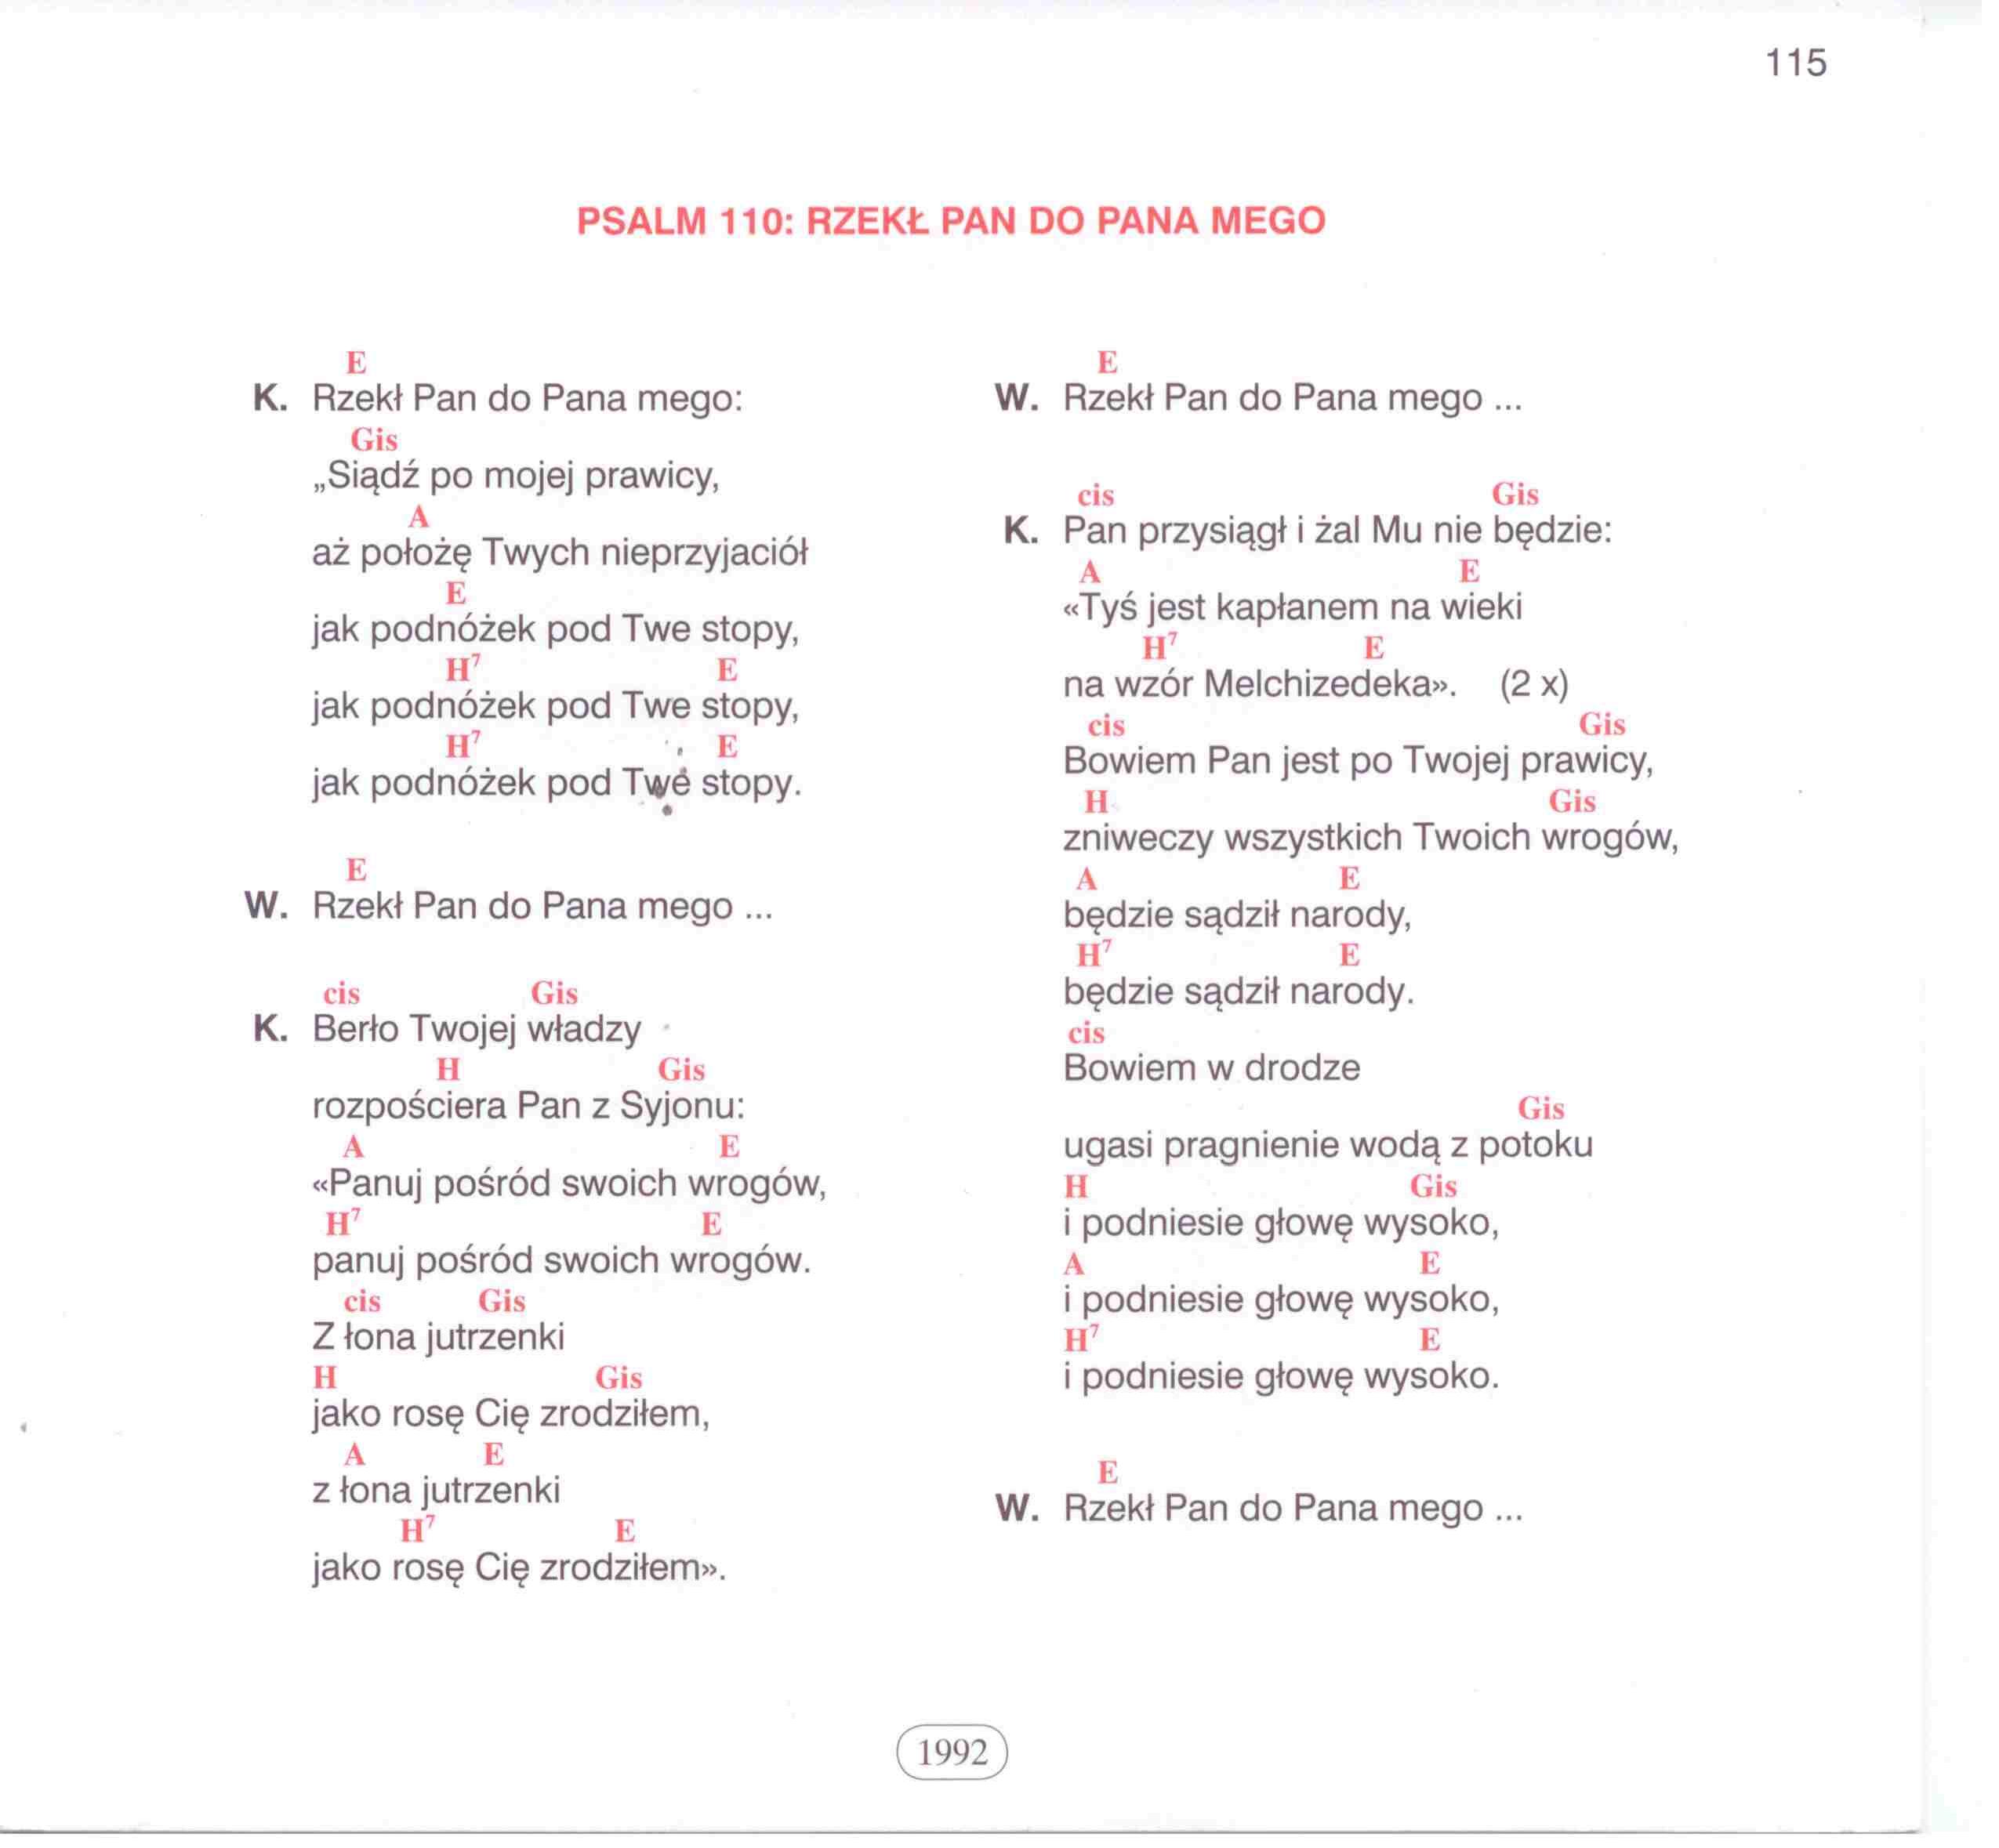 115
PSALM 110: RZEKŁ PAN DO PANA MEGO
E
K. Rzekł Pan do Pana mego:
Gis
„Siądź po mojej prawicy,
A
aż położę Twych nieprzyjaciół
E
jak podnóżek pod Twe stopy,
H⁷ E
jak podnóżek pod Twe stopy,
H⁷ E
jak podnóżek pod Twe stopy.
E
W. Rzekł Pan do Pana mego ...
cis Gis
K. Berło Twojej władzy
H Gis
rozpościera Pan z Syjonu:
A E
«Panuj pośród swoich wrogów,
H⁷ E
panuj pośród swoich wrogów.
cis Gis
Z łona jutrzenki
H Gis
jako rosę Cię zrodziłem,
A E
z łona jutrzenki
H⁷ E
jako rosę Cię zrodziłem».
E
W. Rzekł Pan do Pana mego ...
cis Gis
K. Pan przysiągł i żal Mu nie będzie:
A E
«Tyś jest kapłanem na wieki
H⁷ E
na wzór Melchizedeka». (2 x)
cis Gis
Bowiem Pan jest po Twojej prawicy,
H Gis
zniweczy wszystkich Twoich wrogów,
A E
będzie sądził narody,
H⁷ E
będzie sądził narody.
cis
Bowiem w drodze
Gis
ugasi pragnienie wodą z potoku
H Gis
i podniesie głowę wysoko,
A E
i podniesie głowę wysoko,
H⁷ E
i podniesie głowę wysoko.
E
W. Rzekł Pan do Pana mego ...
1992